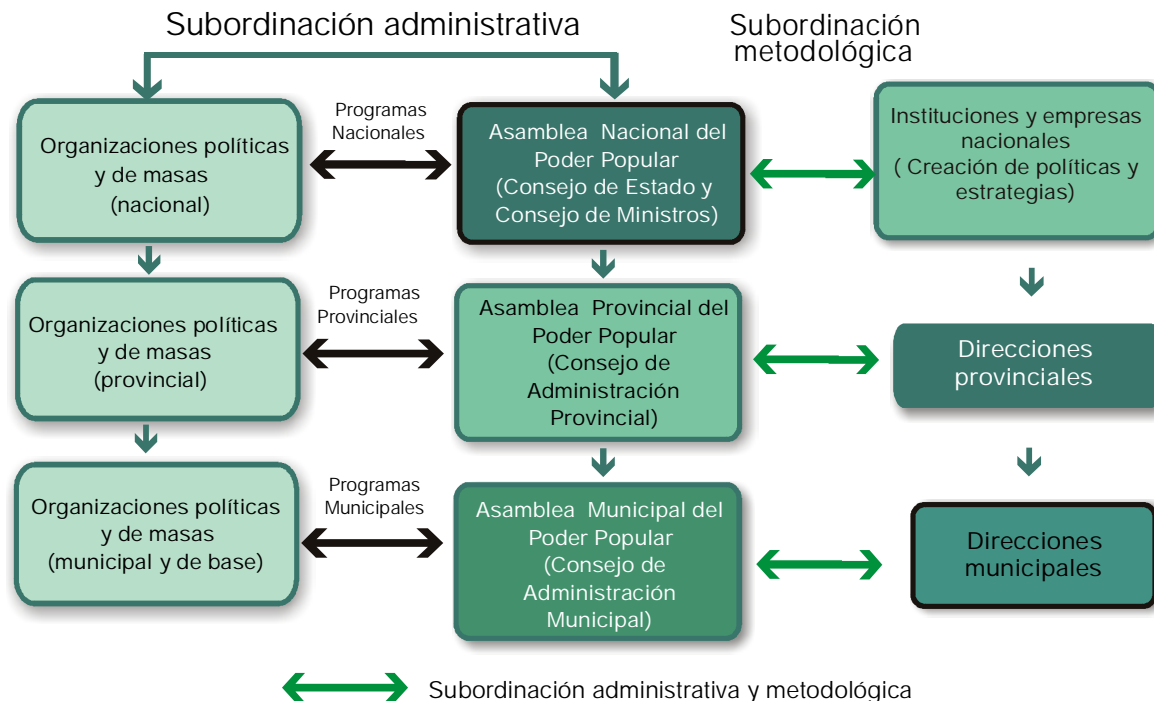 Subordinación administrativa
Subordinación
metodológica
Organizaciones políticas
y de masas
(nacional)
Programas
Nacionales
Asamblea Nacional del
Poder Popular
(Consejo de Estado y
Consejo de Ministros)
Instituciones y empresas
nacionales
( Creación de políticas y
estrategias)
Organizaciones políticas
y de masas
(provincial)
Programas
Provinciales
Asamblea Provincial del
Poder Popular
(Consejo de
Administración
Provincial)
Direcciones
provinciales
Organizaciones políticas
y de masas
(municipal y de base)
Programas
Municipales
Asamblea Municipal del
Poder Popular
(Consejo de
Administración
Municipal)
Direcciones
municipales
Subordinación administrativa y metodológica